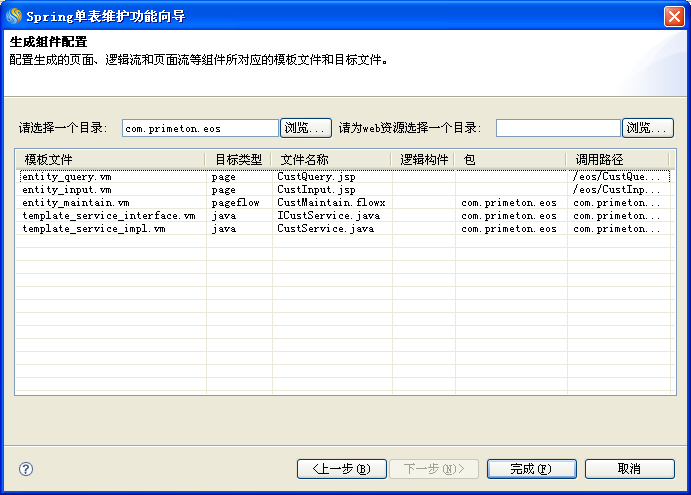 Spring单表维护功能向导
生成组件配置
配置生成的页面、逻辑流和页面流等组件所对应的模板文件和目标文件。
请选择一个目录: com.primeton.eos 浏览... 请为web资源选择一个目录: 浏览...
模板文件 目标类型 文件名称 逻辑构件 包 调用路径
entity_query.vm page CustQuery.jsp /eos/CustQue...
entity_input.vm page CustInput.jsp /eos/CustInp...
entity_maintain.vm pageflow CustMaintain.flowx com.primeton.eos com.primeton...
template_service_interface.vm java ICustService.java com.primeton.eos com.primeton...
template_service_impl.vm java CustService.java com.primeton.eos com.primeton...
<上一步(B) 下一步(N)> 完成(F) 取消